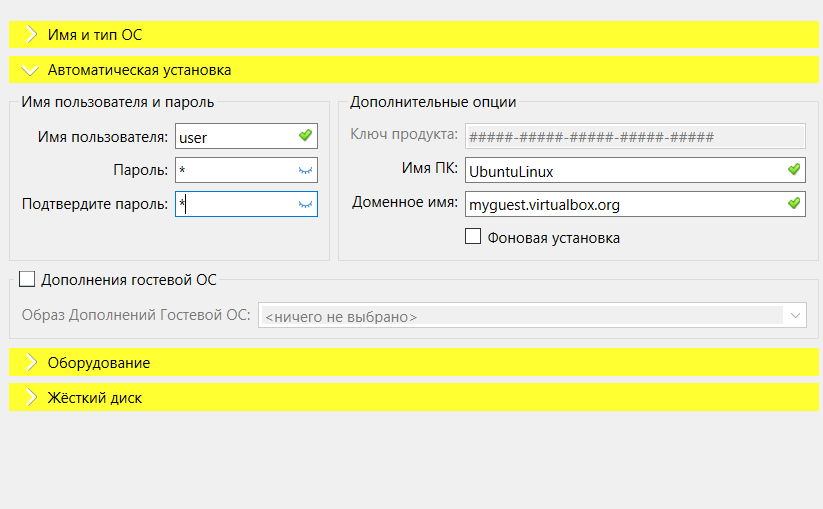 Имя и тип ОС
Автоматическая установка
Имя пользователя и пароль
Имя пользователя: user
Пароль: *
Подтвердите пароль: *
Дополнительные опции
Ключ продукта: #####-#####-#####-#####-#####
Имя ПК: UbuntuLinux
Доменное имя: myguest.virtualbox.org
Фоновая установка
Дополнения гостевой ОС
Образ Дополнений Гостевой ОС: <ничего не выбрано>
Оборудование
Жёсткий диск